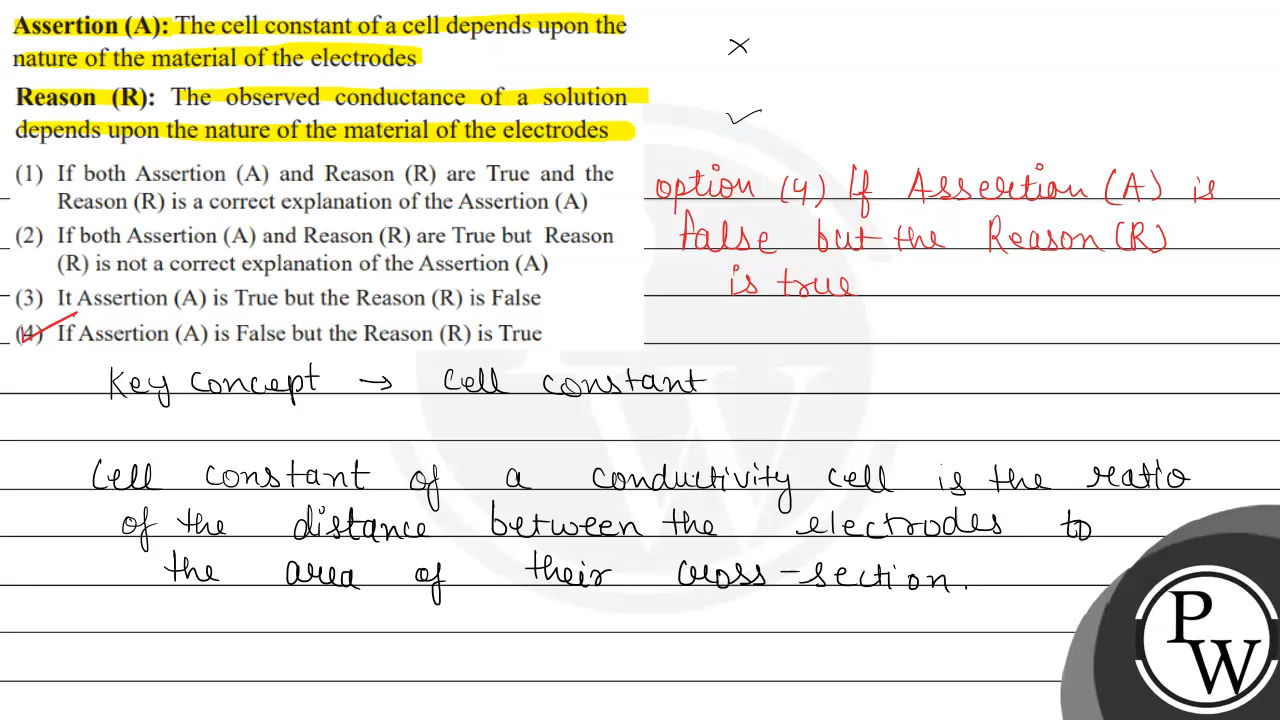 Assertion (A): The cell constant of a cell depends upon the
nature of the material of the electrodes
Reason (R): The observed conductance of a solution
depends upon the nature of the material of the electrodes
(1) If both Assertion (A) and Reason (R) are True and the
Reason (R) is a correct explanation of the Assertion (A)
(2) If both Assertion (A) and Reason (R) are True but Reason
(R) is not a correct explanation of the Assertion (A)
(3) It Assertion (A) is True but the Reason (R) is False
(4) If Assertion (A) is False but the Reason (R) is True
option (4) If Assertion (A) is
false but the Reason (R)
is true
Key concept → Cell constant
Cell constant of a conductivity cell is the ratio
of the distance between the electrodes to
the area of their cross-section.
PW